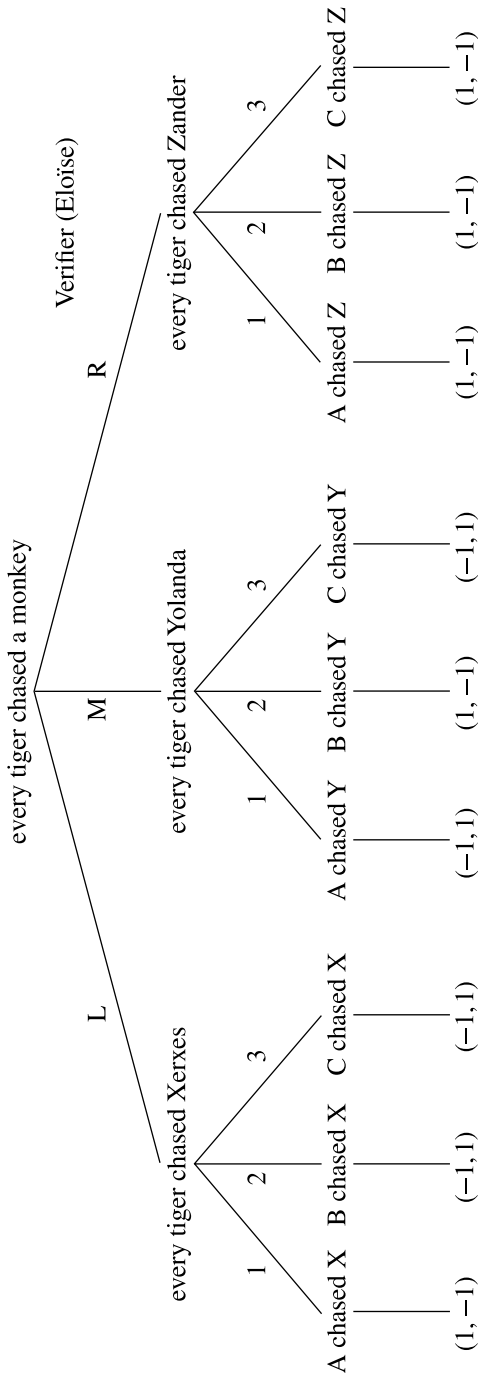 every tiger chased a monkey
Verifier (Eloïse)
L M R
every tiger chased Xerxes every tiger chased Yolanda every tiger chased Zander
1 2 3 1 2 3 1 2 3
A chased X B chased X C chased X A chased Y B chased Y C chased Y A chased Z B chased Z C chased Z
(1, −1) (−1, 1) (−1, 1) (−1, 1) (1, −1) (−1, 1) (1, −1) (1, −1) (1, −1)